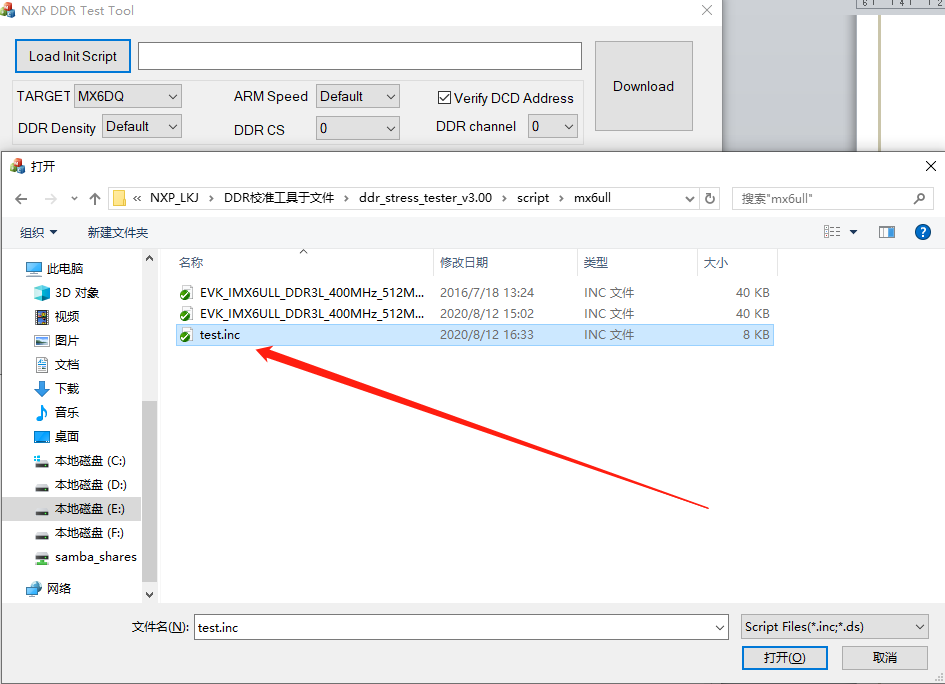 NXP DDR Test Tool
6 4 2
Load Init Script
Download
TARGET MX6DQ ARM Speed Default Verify DCD Address
DDR Density Default DDR CS 0 DDR channel 0
打开
« NXP_LKJ › DDR校准工具于文件 › ddr_stress_tester_v3.00 › script › mx6ull 搜索"mx6ull"
组织 新建文件夹
名称 修改日期 类型 大小
EVK_IMX6ULL_DDR3L_400MHz_512M... 2016/7/18 13:24 INC 文件 40 KB
EVK_IMX6ULL_DDR3L_400MHz_512M... 2020/8/12 15:02 INC 文件 40 KB
test.inc 2020/8/12 16:33 INC 文件 8 KB
此电脑
3D 对象
视频
图片
文档
下载
音乐
桌面
本地磁盘 (C:)
本地磁盘 (D:)
本地磁盘 (E:)
本地磁盘 (F:)
samba_shares
网络
文件名(N): test.inc Script Files(*.inc;*.ds)
打开(O) 取消